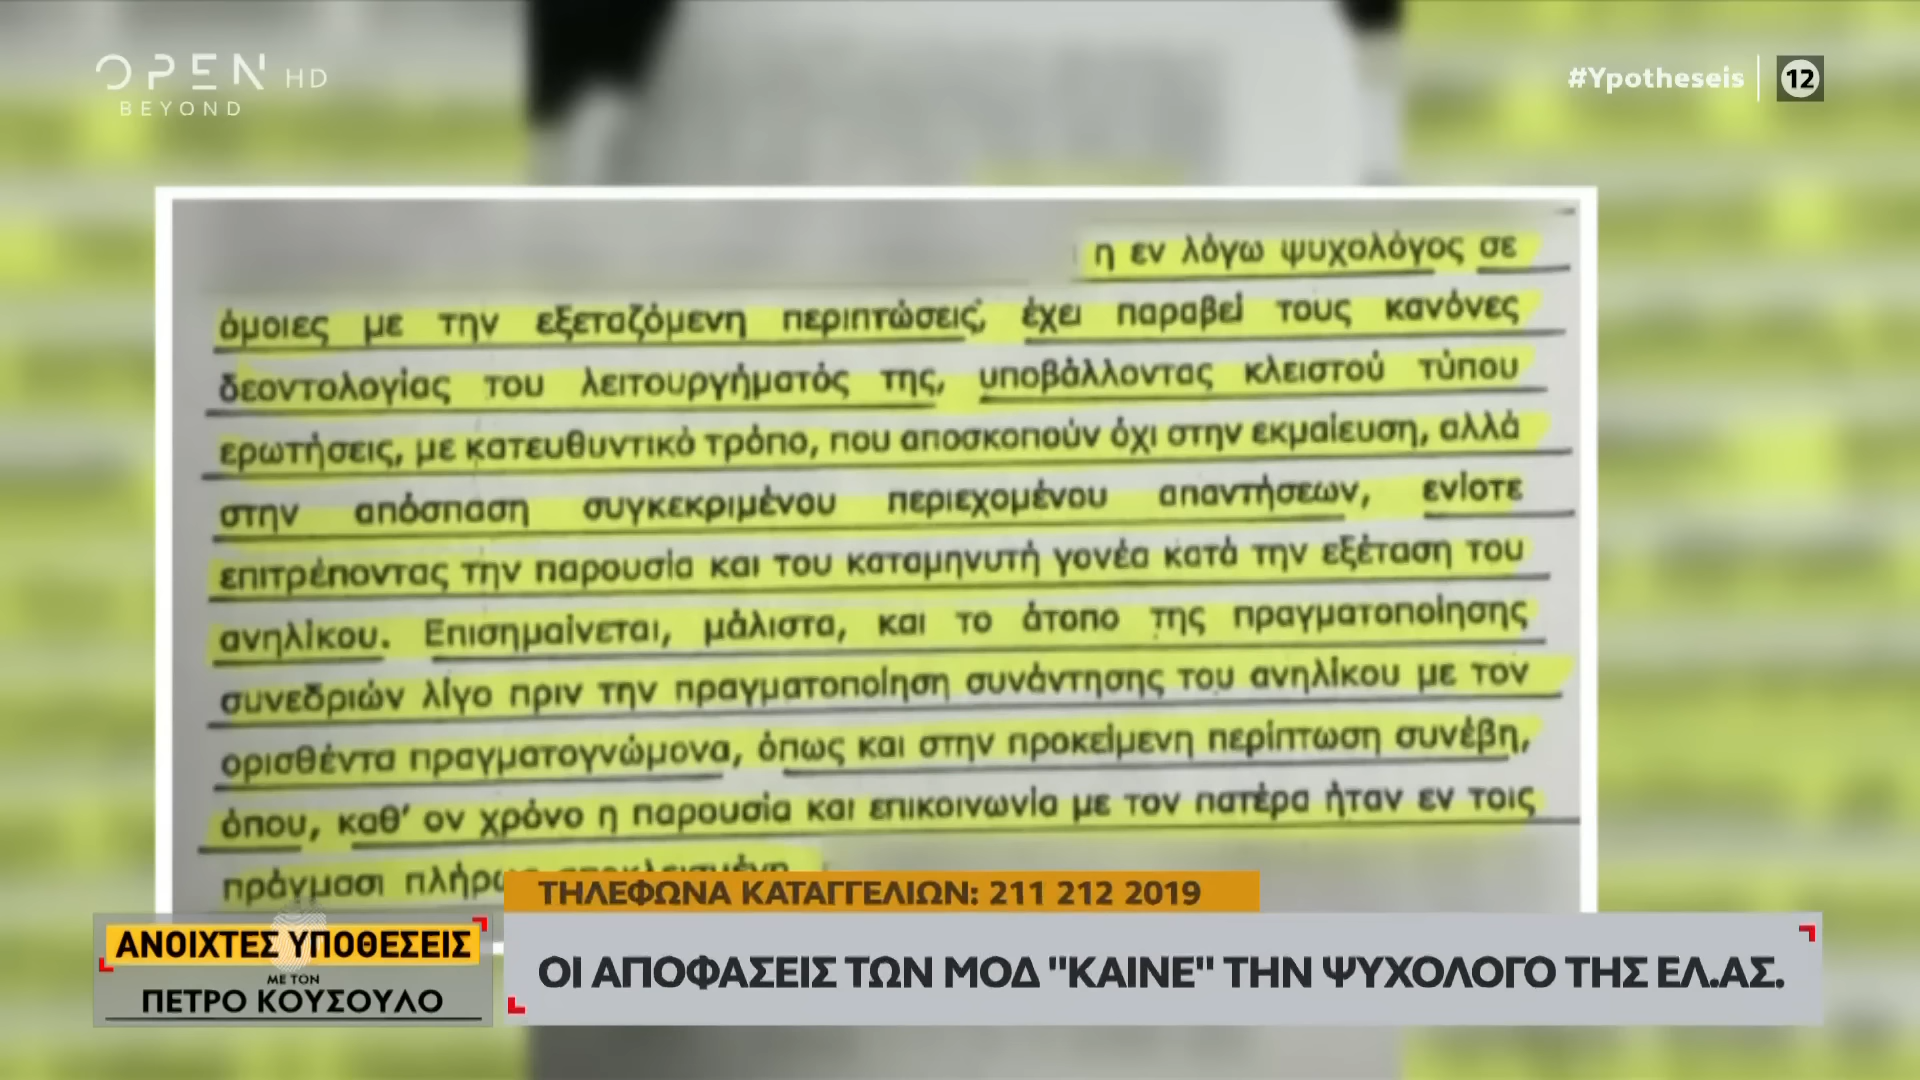 OPEN HD
BEYOND
#Ypotheseis
12
η εν λόγω ψυχολόγος σε
όμοιες με την εξεταζόμενη περιπτώσεις, έχει παραβεί τους κανόνες
δεοντολογίας του λειτουργήματός της, υποβάλλοντας κλειστού τύπου
ερωτήσεις, με κατευθυντικό τρόπο, που αποσκοπούν όχι στην εκμαίευση, αλλά
στην απόσπαση συγκεκριμένου περιεχομένου απαντήσεων, ενίοτε
επιτρέποντας την παρουσία και του καταμηνυτή γονέα κατά την εξέταση του
ανηλίκου. Επισημαίνεται, μάλιστα, και το άτοπο της πραγματοποίησης
συνεδριών λίγο πριν την πραγματοποίηση συνάντησης του ανηλίκου με τον
ορισθέντα πραγματογνώμονα, όπως και στην προκείμενη περίπτωση συνέβη,
όπου, καθ’ ον χρόνο η παρουσία και επικοινωνία με τον πατέρα ήταν εν τοις
πράγμασι
ΤΗΛΕΦΩΝΑ ΚΑΤΑΓΓΕΛΙΩΝ: 211 212 2019
ΑΝΟΙΧΤΕΣ ΥΠΟΘΕΣΕΙΣ
ΜΕ ΤΟΝ
ΠΕΤΡΟ ΚΟΥΣΟΥΛΟ
ΟΙ ΑΠΟΦΑΣΕΙΣ ΤΩΝ ΜΟΔ "ΚΑΙΝΕ" ΤΗΝ ΨΥΧΟΛΟΓΟ ΤΗΣ ΕΛ.ΑΣ.